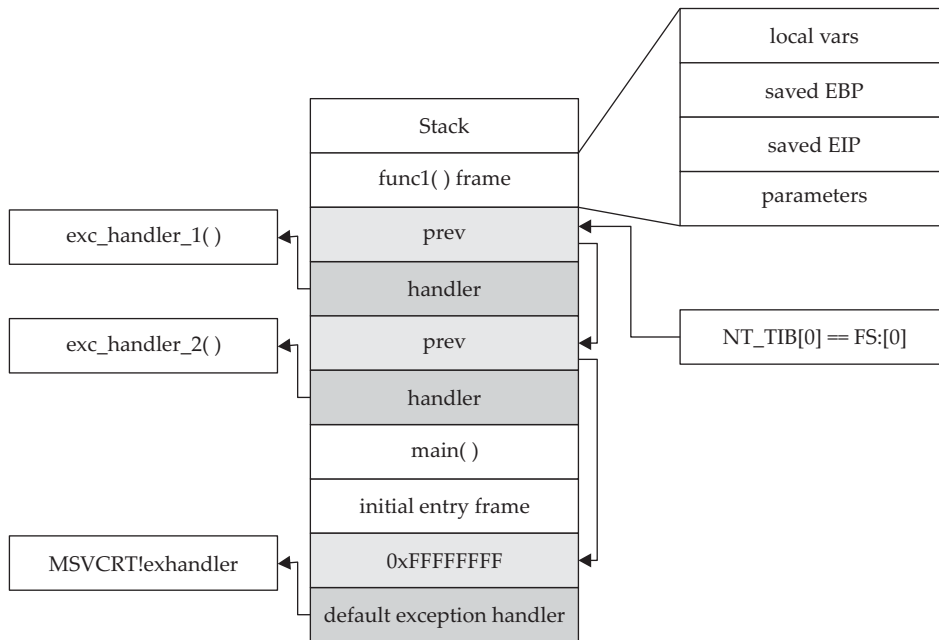 local vars
saved EBP
saved EIP
parameters
Stack
func1( ) frame
prev
handler
prev
handler
main( )
initial entry frame
0xFFFFFFFF
default exception handler
exc_handler_1( )
exc_handler_2( )
MSVCRT!exhandler
NT_TIB[0] == FS:[0]